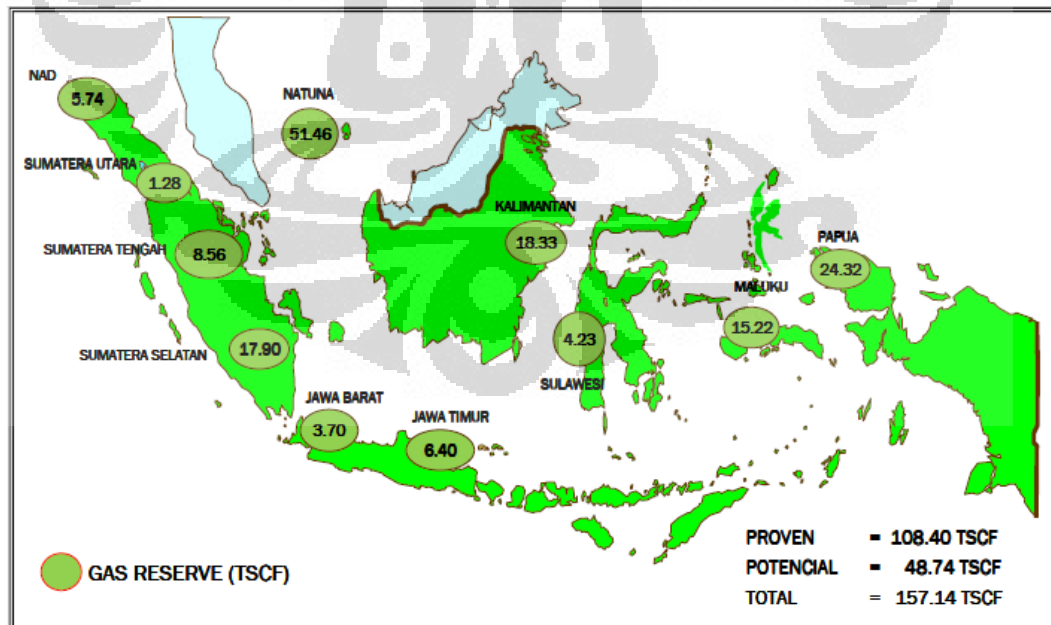 NAD
5.74
NATUNA
51.46
SUMATERA UTARA
1.28
KALIMANTAN
18.33
SUMATERA TENGAH
8.56
PAPUA
24.32
MALUKU
15.22
SUMATERA SELATAN
17.90
4.23
SULAWESI
JAWA BARAT
3.70
JAWA TIMUR
6.40
GAS RESERVE (TSCF)
PROVEN = 108.40 TSCF
POTENCIAL = 48.74 TSCF
TOTAL = 157.14 TSCF